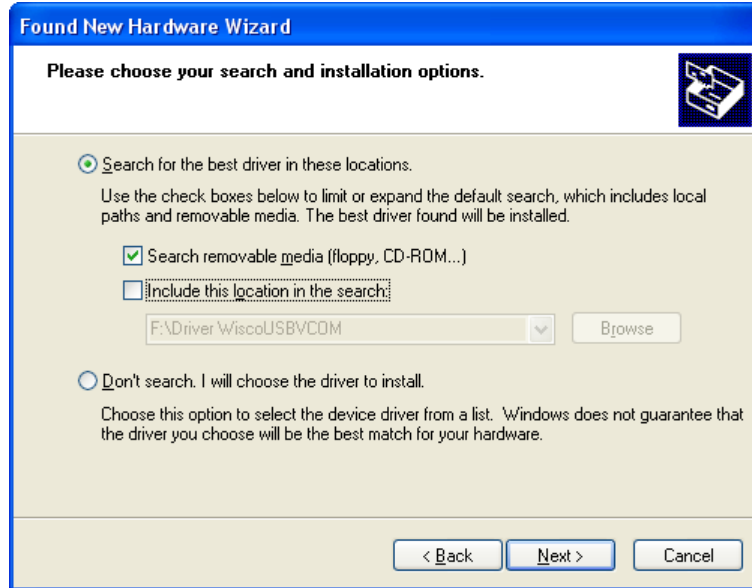 Found New Hardware Wizard
Please choose your search and installation options.
Search for the best driver in these locations.
Use the check boxes below to limit or expand the default search, which includes local
paths and removable media. The best driver found will be installed.
Search removable media (floppy, CD-ROM...)
Include this location in the search:
F:\Driver WiscoUSBVCOM
Browse
Don't search. I will choose the driver to install.
Choose this option to select the device driver from a list.  Windows does not guarantee that
the driver you choose will be the best match for your hardware.
< Back
Next >
Cancel